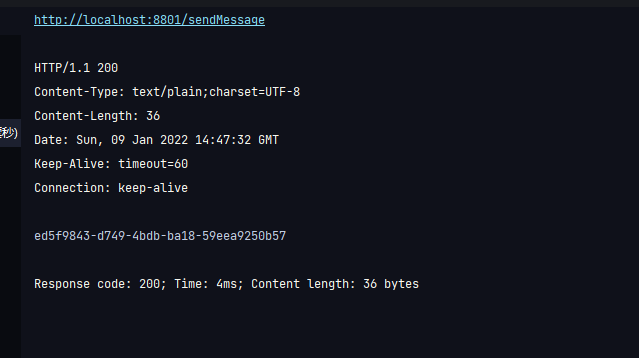 http://localhost:8801/sendMessage
HTTP/1.1 200
Content-Type: text/plain;charset=UTF-8
Content-Length: 36
秒)
Date: Sun, 09 Jan 2022 14:47:32 GMT
Keep-Alive: timeout=60
Connection: keep-alive
ed5f9843-d749-4bdb-ba18-59eea9250b57
Response code: 200; Time: 4ms; Content length: 36 bytes